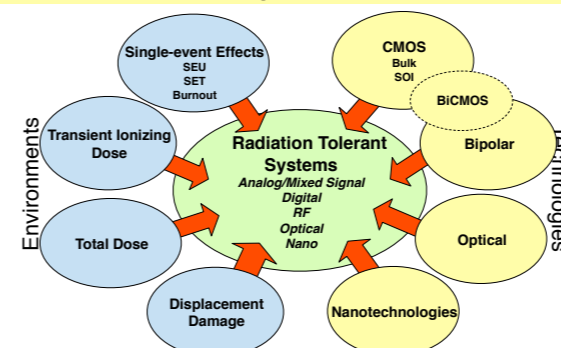 Single-event Effects
SEU
SET
Burnout
CMOS
Bulk
SOI
BiCMOS
Transient Ionizing
Dose
Radiation Tolerant
Systems
Analog/Mixed Signal
Digital
RF
Optical
Nano
Bipolar
Environments
Total Dose
Optical
Displacement
Damage
Nanotechnologies